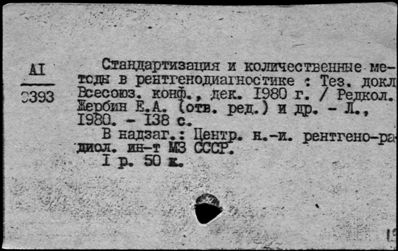 Стандартизация и количественные ме-
АІ тоды в рентгенодиагностике : Тез. докл.
3393 Всесоюз. конф., дек. 1980 г. / Редкол.
Жербин Е.А. (отв. ред.) и др. - Л.,
1980. - 138 с.
В надзаг.: Центр. н.-и. рентгено-ра
диол. ин-т МЗ СССР.
1 р. 50 к.